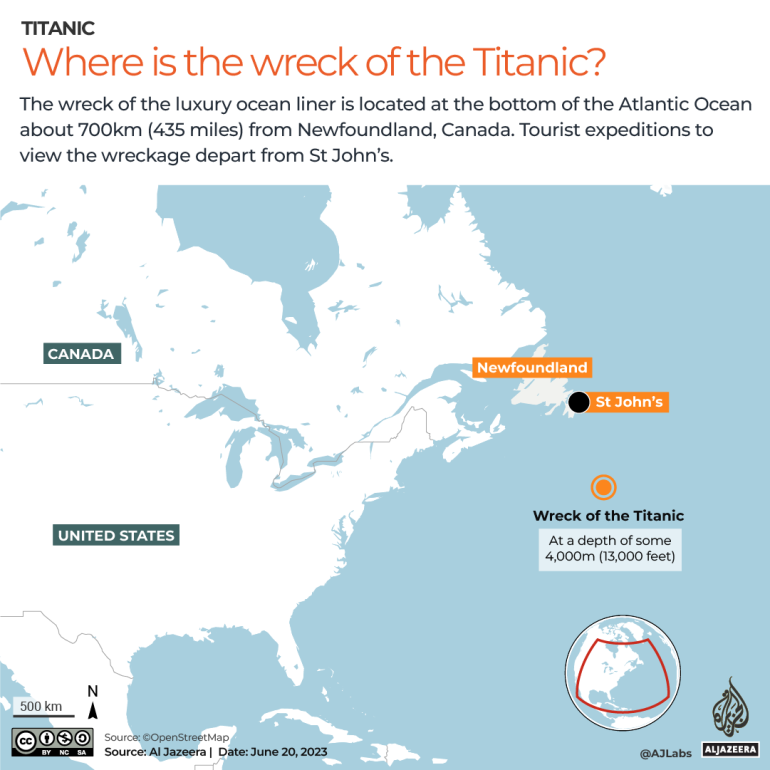 TITANIC
Where is the wreck of the Titanic?
The wreck of the luxury ocean liner is located at the bottom of the Atlantic Ocean
about 700km (435 miles) from Newfoundland, Canada. Tourist expeditions to
view the wreckage depart from St John’s.
CANADA
Newfoundland
St John’s
Wreck of the Titanic
At a depth of some
4,000m (13,000 feet)
UNITED STATES
N
500 km
cc BY NC SA
Source: ©OpenStreetMap
Source: Al Jazeera | Date: June 20, 2023
@AJLabs
ALJAZEERA